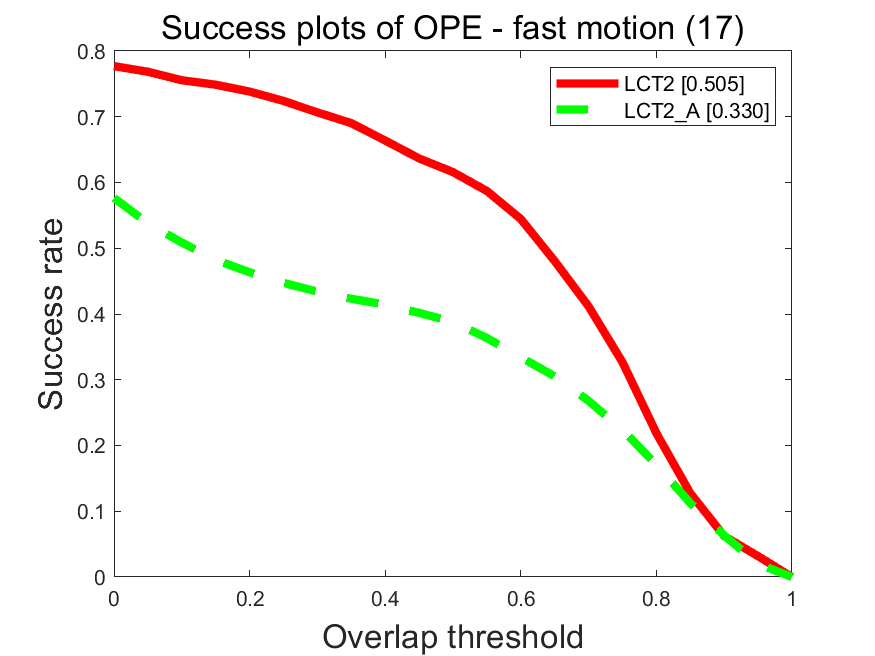 Success plots of OPE - fast motion (17)
LCT2 [0.505]
LCT2_A [0.330]
0.8
0.7
0.6
0.5
0.4
0.3
0.2
0.1
0
Success rate
0 0.2 0.4 0.6 0.8 1
Overlap threshold